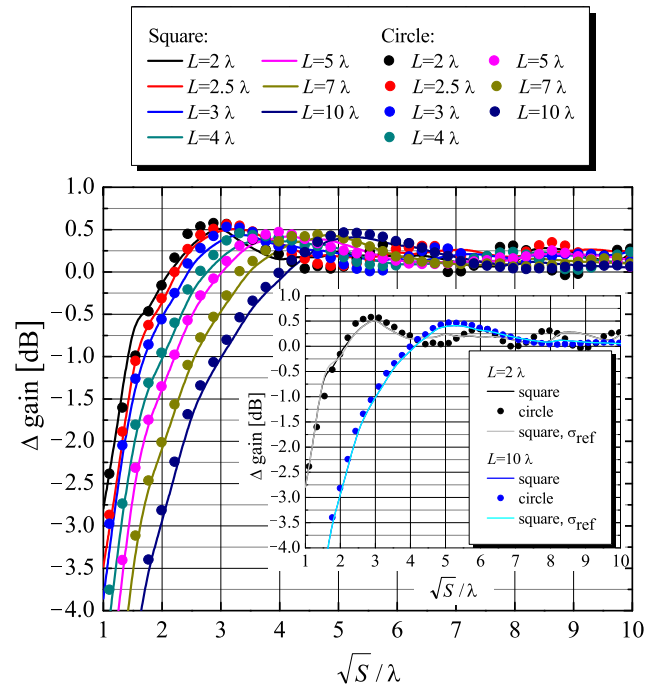 Square: Circle:
L=2 λ L=5 λ L=2 λ L=5 λ
L=2.5 λ L=7 λ L=2.5 λ L=7 λ
L=3 λ L=10 λ L=3 λ L=10 λ
L=4 λ L=4 λ
1.0
0.5
0.0
-0.5
-1.0
-1.5
-2.0
-2.5
-3.0
-3.5
-4.0
Δ gain [dB]
1 2 3 4 5 6 7 8 9 10
√S/λ
1.0
0.5
0.0
-0.5
-1.0
-1.5
-2.0
-2.5
-3.0
-3.5
-4.0
Δ gain [dB]
L=2 λ
square
circle
square, σref
L=10 λ
square
circle
square, σref
1 2 3 4 5 6 7 8 9 10
√S/λ